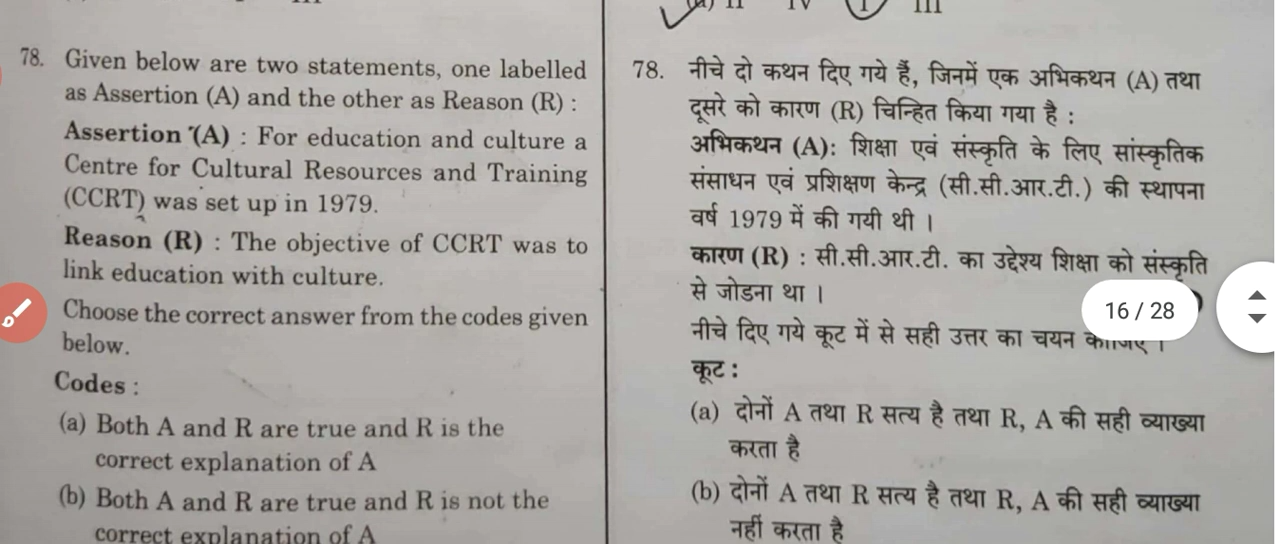 (a) II IV I III
78. Given below are two statements, one labelled
as Assertion (A) and the other as Reason (R) :
Assertion (A) : For education and culture a
Centre for Cultural Resources and Training
(CCRT) was set up in 1979.
Reason (R) : The objective of CCRT was to
link education with culture.
Choose the correct answer from the codes given
below.
Codes :
(a) Both A and R are true and R is the
correct explanation of A
(b) Both A and R are true and R is not the
correct explanation of A
78. नीचे दो कथन दिए गये हैं, जिनमें एक अभिकथन (A) तथा
दूसरे को कारण (R) चिन्हित किया गया है :
अभिकथन (A): शिक्षा एवं संस्कृति के लिए सांस्कृतिक
संसाधन एवं प्रशिक्षण केन्द्र (सी.सी.आर.टी.) की स्थापना
वर्ष 1979 में की गयी थी ।
कारण (R) : सी.सी.आर.टी. का उद्देश्य शिक्षा को संस्कृति
से जोडना था ।
नीचे दिए गये कूट में से सही उत्तर का चयन कीजिए ।
कूट :
(a) दोनों A तथा R सत्य है तथा R, A की सही व्याख्या
करता है
(b) दोनों A तथा R सत्य है तथा R, A की सही व्याख्या
नहीं करता है
16 / 28